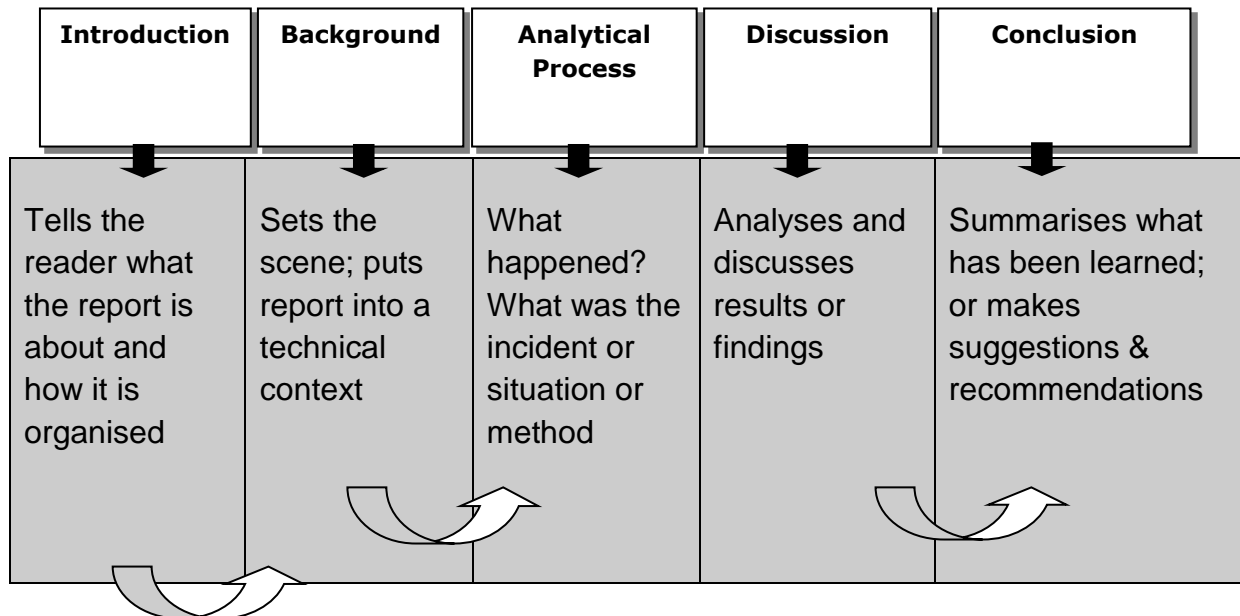 Introduction
Background
Analytical
Process
Discussion
Conclusion
Tells the
reader what
the report is
about and
how it is
organised
Sets the
scene; puts
report into a
technical
context
What
happened?
What was the
incident or
situation or
method
Analyses and
discusses
results or
findings
Summarises what
has been learned;
or makes
suggestions &
recommendations